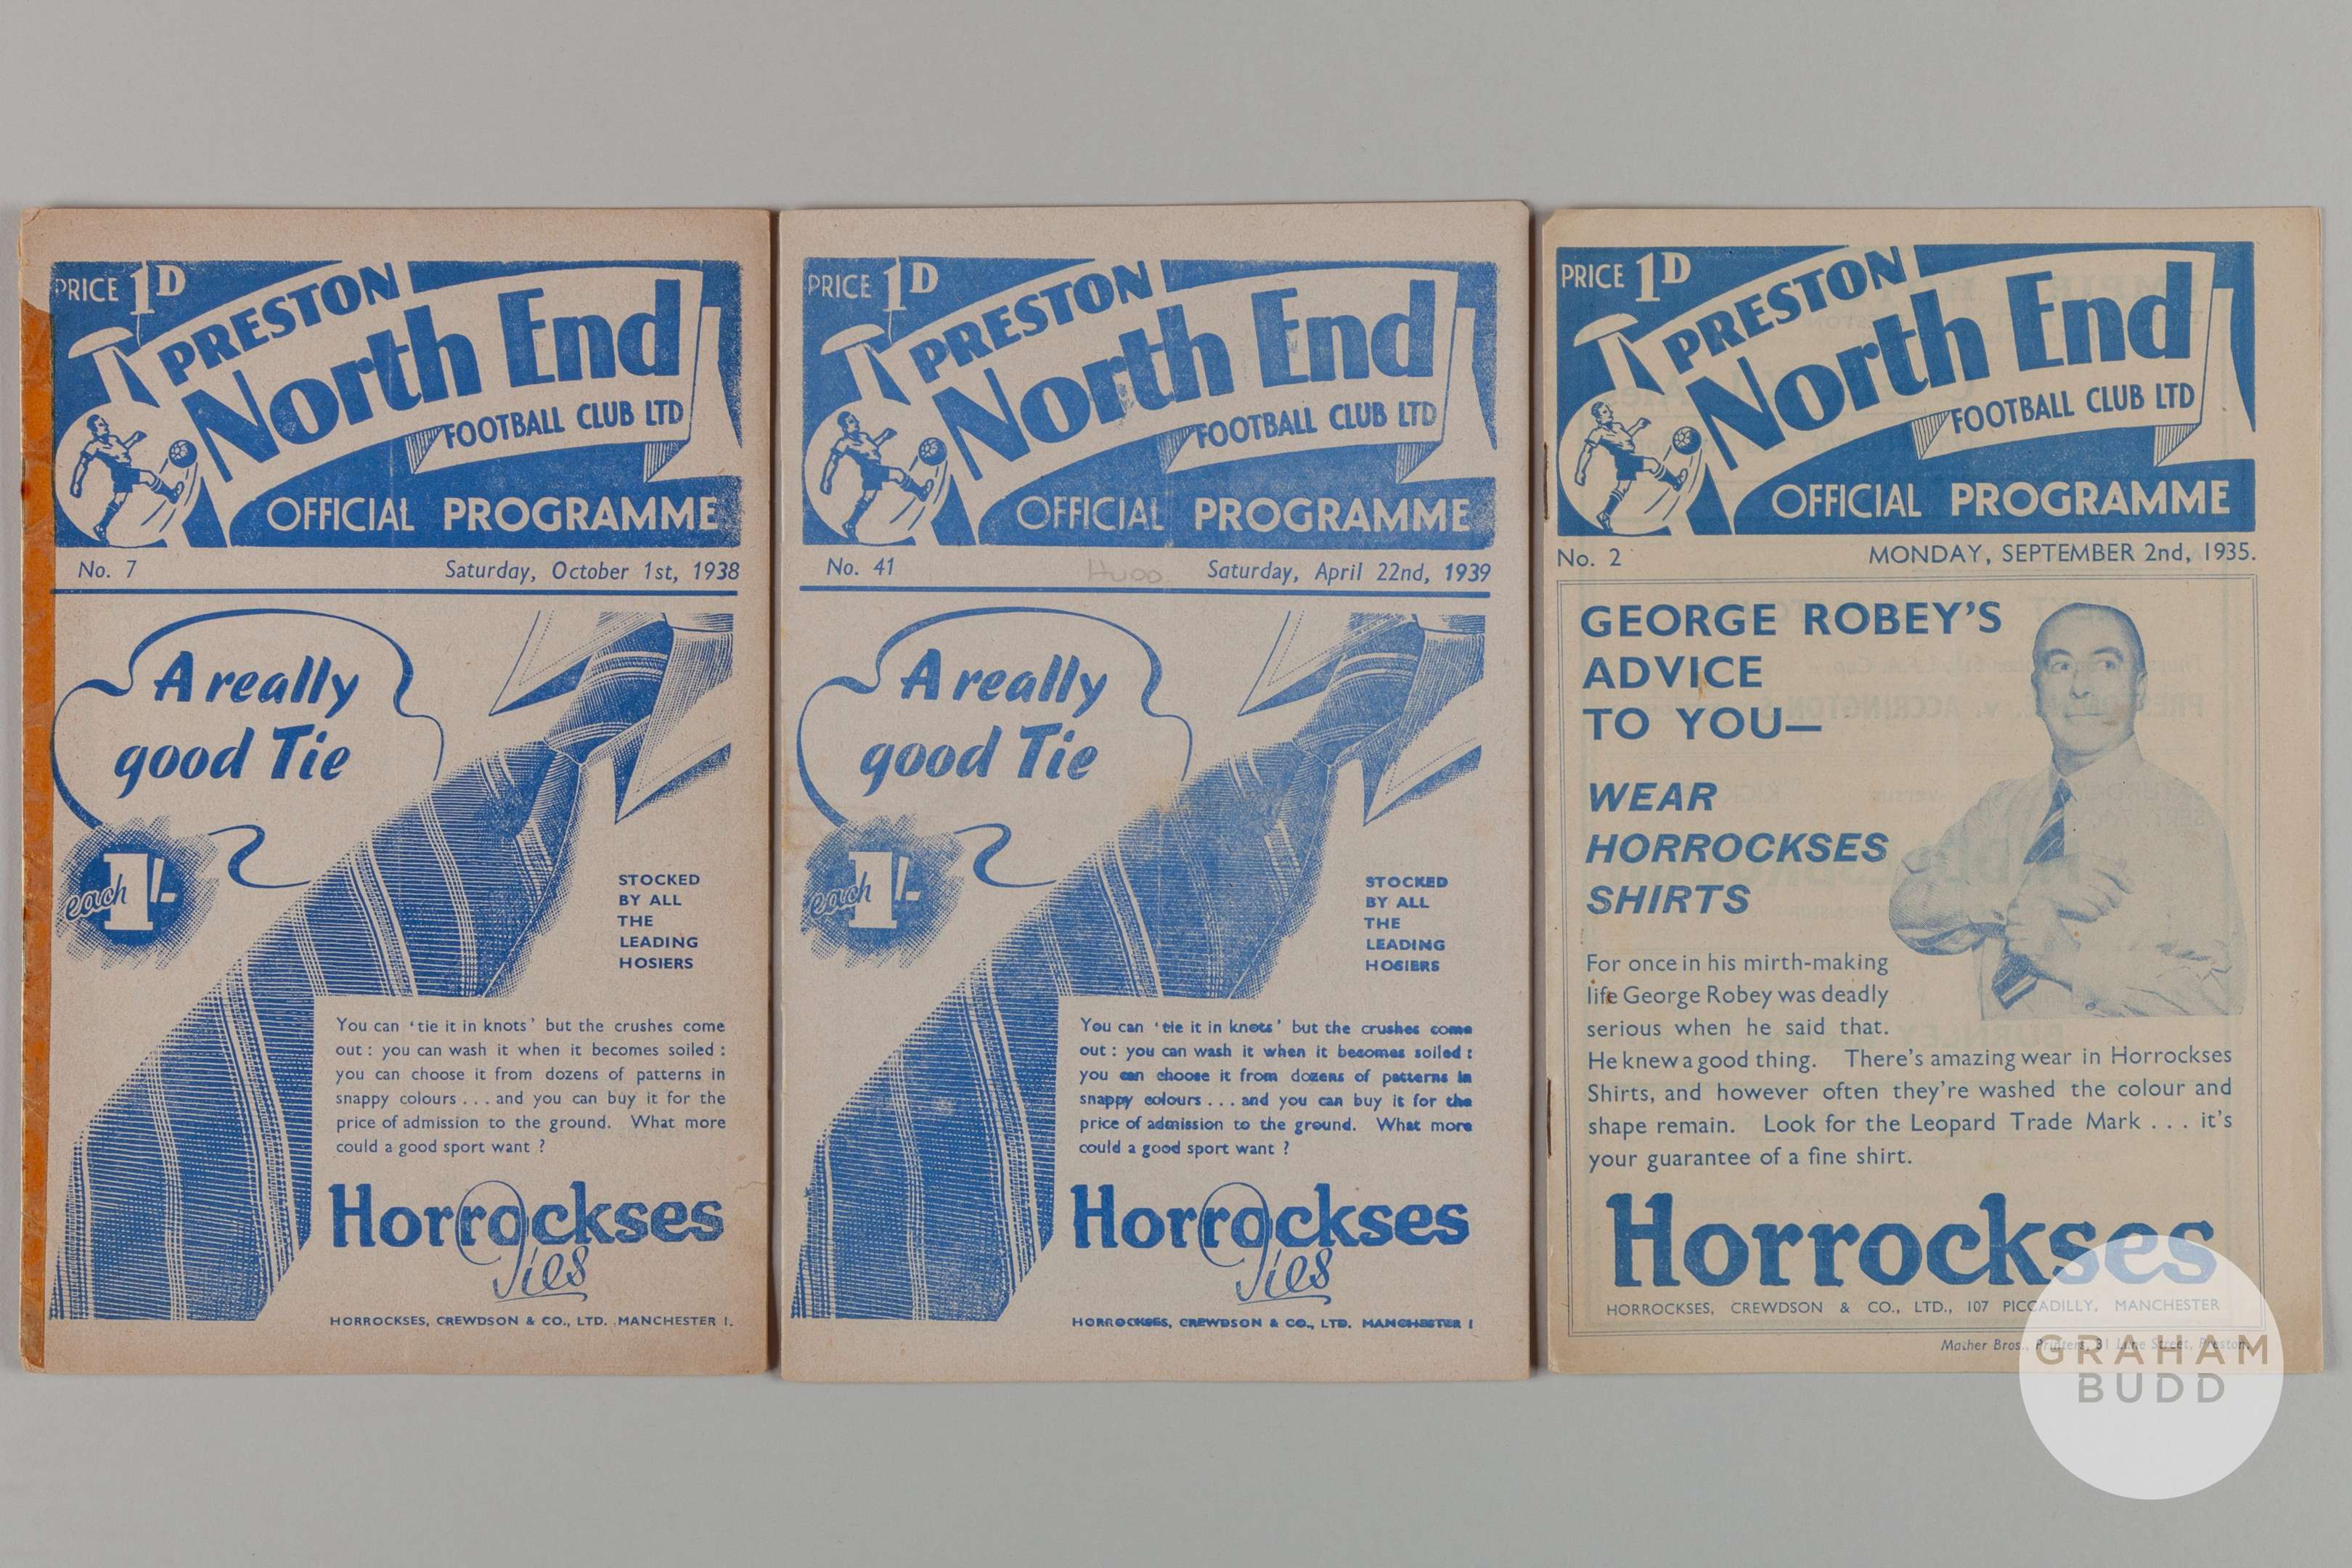 PRICE 1D
PRESTON
North End
FOOTBALL CLUB LTD
OFFICIAL PROGRAMME
No. 7 Saturday, October 1st, 1938
A really
good Tie
each 1/-
STOCKED
BY ALL
THE
LEADING
HOSIERS
You can 'tie it in knots' but the crushes come
out : you can wash it when it becomes soiled :
you can choose it from dozens of patterns in
snappy colours . . . and you can buy it for the
price of admission to the ground. What more
could a good sport want ?
Horrockses
Ties
HORROCKSES, CREWDSON & CO., LTD. MANCHESTER 1.
PRICE 1D
PRESTON
North End
FOOTBALL CLUB LTD
OFFICIAL PROGRAMME
No. 41 Hudd Saturday, April 22nd, 1939
A really
good Tie
each 1/-
STOCKED
BY ALL
THE
LEADING
HOSIERS
You can 'tie it in knots' but the crushes come
out : you can wash it when it becomes soiled :
you can choose it from dozens of patterns in
snappy colours . . . and you can buy it for the
price of admission to the ground. What more
could a good sport want ?
Horrockses
Ties
HORROCKSES, CREWDSON & CO., LTD. MANCHESTER 1
PRICE 1D
PRESTON
North End
FOOTBALL CLUB LTD
OFFICIAL PROGRAMME
No. 2 MONDAY, SEPTEMBER 2nd, 1935.
GEORGE ROBEY'S
ADVICE
TO YOU—
WEAR
HORROCKSES
SHIRTS
For once in his mirth-making
life George Robey was deadly
serious when he said that.
He knew a good thing. There's amazing wear in Horrockses
Shirts, and however often they're washed the colour and
shape remain. Look for the Leopard Trade Mark . . . it's
your guarantee of a fine shirt.
Horrockses
HORROCKSES, CREWDSON & CO., LTD., 107 PICCADILLY, MANCHESTER
Mather Bros., Printers, 31 Lune Street, Preston.
GRAHAM
BUDD